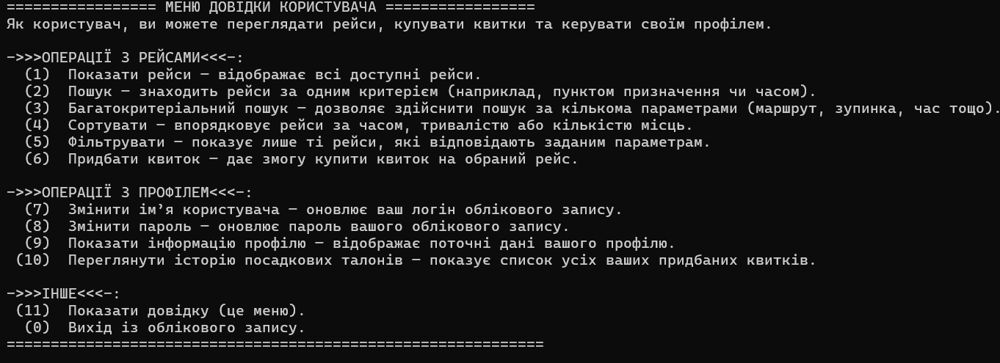 ================= МЕНЮ ДОВІДКИ КОРИСТУВАЧА =================
Як користувач, ви можете переглядати рейси, купувати квитки та керувати своїм профілем.

->>>ОПЕРАЦІЇ З РЕЙСАМИ<<<-:
  (1)  Показати рейси — відображає всі доступні рейси.
  (2)  Пошук — знаходить рейси за одним критерієм (наприклад, пунктом призначення чи часом).
  (3)  Багатокритеріальний пошук — дозволяє здійснити пошук за кількома параметрами (маршрут, зупинка, час тощо).
  (4)  Сортувати — впорядковує рейси за часом, тривалістю або кількістю місць.
  (5)  Фільтрувати — показує лише ті рейси, які відповідають заданим параметрам.
  (6)  Придбати квиток — дає змогу купити квиток на обраний рейс.

->>>ОПЕРАЦІЇ З ПРОФІЛЕМ<<<-:
  (7)  Змінити ім’я користувача — оновлює ваш логін облікового запису.
  (8)  Змінити пароль — оновлює пароль вашого облікового запису.
  (9)  Показати інформацію профілю — відображає поточні дані вашого профілю.
 (10)  Переглянути історію посадкових талонів — показує список усіх ваших придбаних квитків.

->>>ІНШЕ<<<-:
 (11)  Показати довідку (це меню).
  (0)  Вихід із облікового запису.
=============================================================